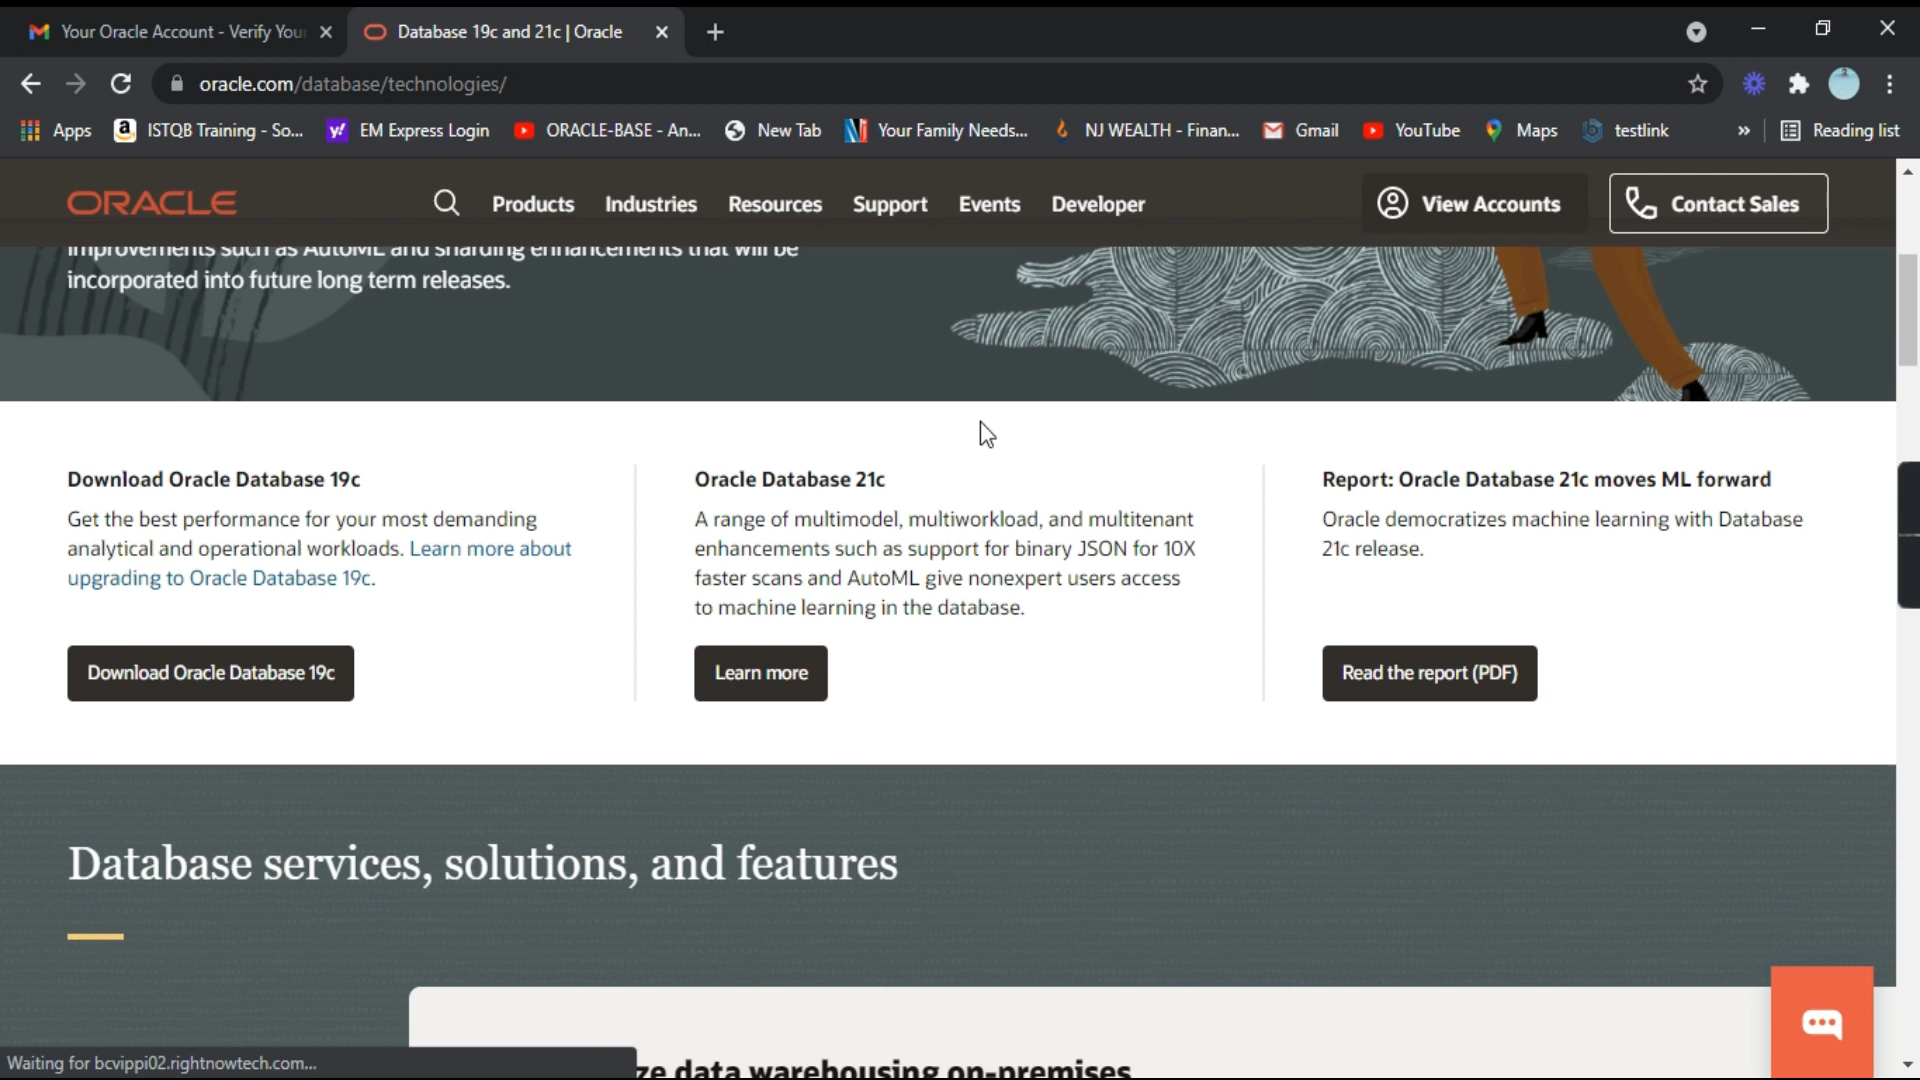 Your Oracle Account - Verify You
Database 19c and 21c | Oracle
oracle.com/database/technologies/
Apps
ISTQB Training - So...
EM Express Login
ORACLE-BASE - An...
New Tab
Your Family Needs...
NJ WEALTH - Finan...
Gmail
YouTube
Maps
testlink
»
Reading list
ORACLE
Products
Industries
Resources
Support
Events
Developer
View Accounts
Contact Sales
improvements such as AutoML and sharding enhancements that will be
incorporated into future long term releases.
Download Oracle Database 19c
Get the best performance for your most demanding
analytical and operational workloads. Learn more about
upgrading to Oracle Database 19c.
Download Oracle Database 19c
Oracle Database 21c
A range of multimodel, multiworkload, and multitenant
enhancements such as support for binary JSON for 10X
faster scans and AutoML give nonexpert users access
to machine learning in the database.
Learn more
Report: Oracle Database 21c moves ML forward
Oracle democratizes machine learning with Database
21c release.
Read the report (PDF)
Database services, solutions, and features
data warehousing on-premises
Waiting for bcvippi02.rightnowtech.com...